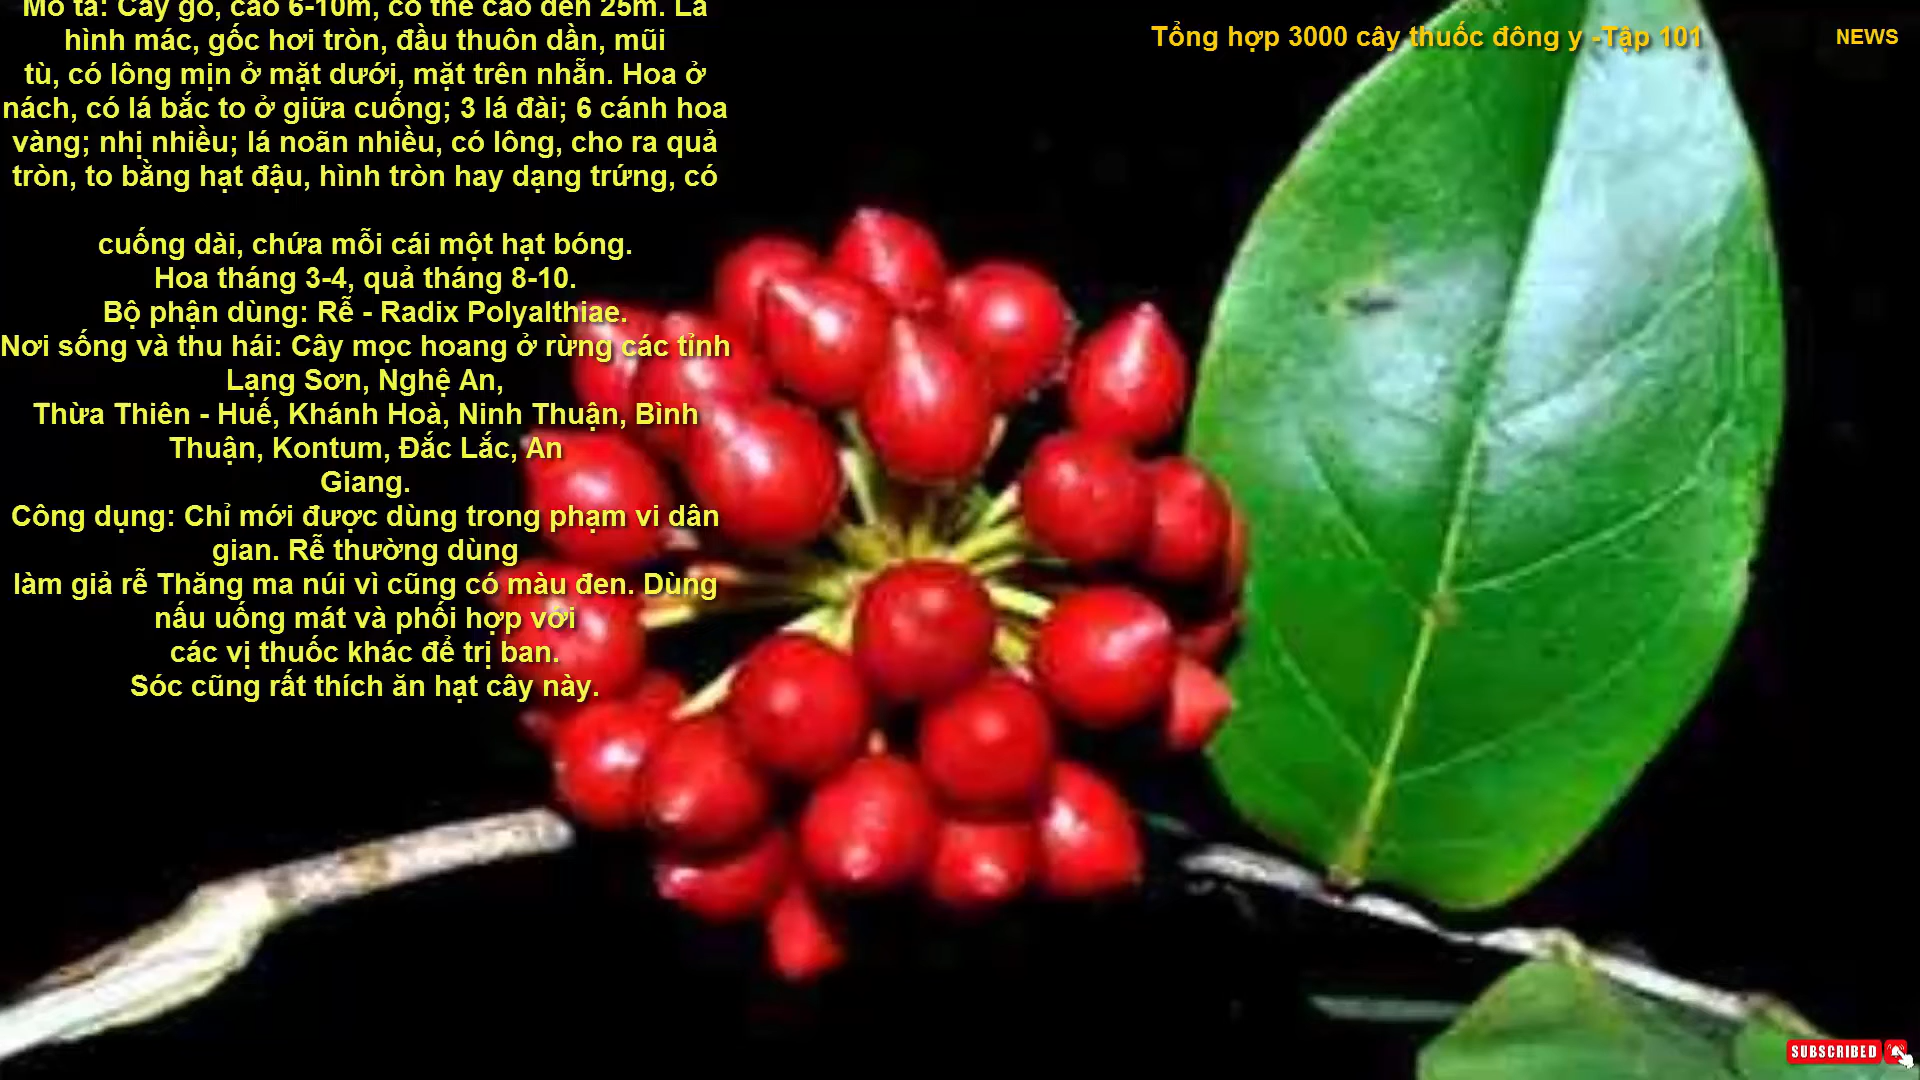 Mô tả: Cây gỗ, cao 6-10m, có thể cao đến 25m. Lá
hình mác, gốc hơi tròn, đầu thuôn dần, mũi
tù, có lông mịn ở mặt dưới, mặt trên nhẵn. Hoa ở
nách, có lá bắc to ở giữa cuống; 3 lá đài; 6 cánh hoa
vàng; nhị nhiều; lá noãn nhiều, có lông, cho ra quả
tròn, to bằng hạt đậu, hình tròn hay dạng trứng, có
cuống dài, chứa mỗi cái một hạt bóng.
Hoa tháng 3-4, quả tháng 8-10.
Bộ phận dùng: Rễ - Radix Polyalthiae.
Nơi sống và thu hái: Cây mọc hoang ở rừng các tỉnh
Lạng Sơn, Nghệ An,
Thừa Thiên - Huế, Khánh Hoà, Ninh Thuận, Bình
Thuận, Kontum, Đắc Lắc, An
Giang.
Công dụng: Chỉ mới được dùng trong phạm vi dân
gian. Rễ thường dùng
làm giả rễ Thăng ma núi vì cũng có màu đen. Dùng
nấu uống mát và phối hợp với
các vị thuốc khác để trị ban.
Sóc cũng rất thích ăn hạt cây này.
Tổng hợp 3000 cây thuốc đông y -Tập 101
NEWS
SUBSCRIBED